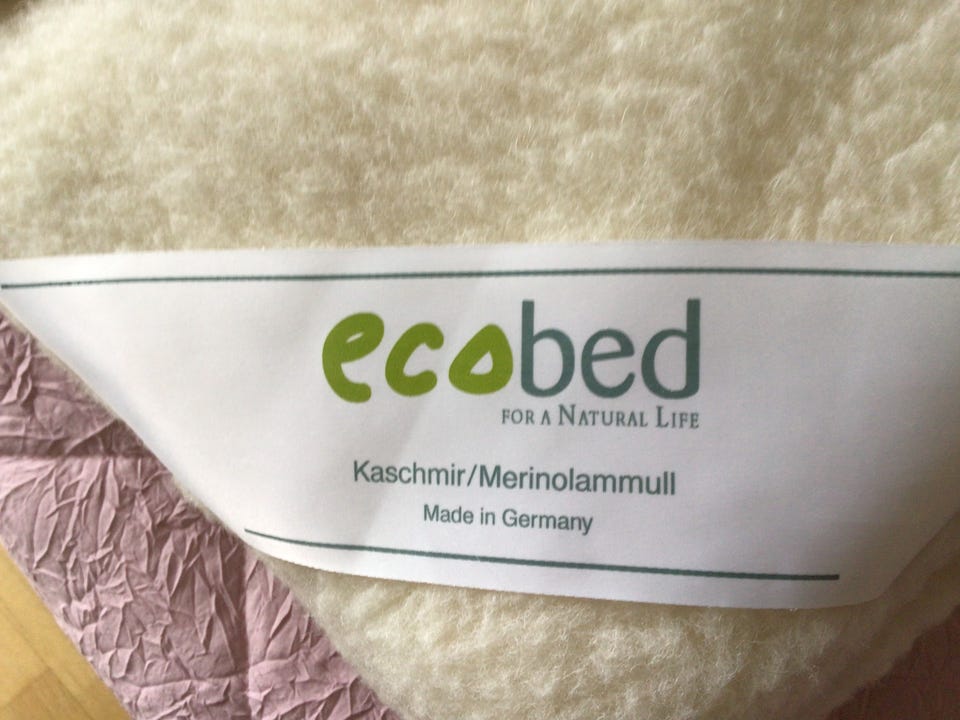 ecobed
FOR A NATURAL LIFE
Kaschmir/Merinolammull
Made in Germany